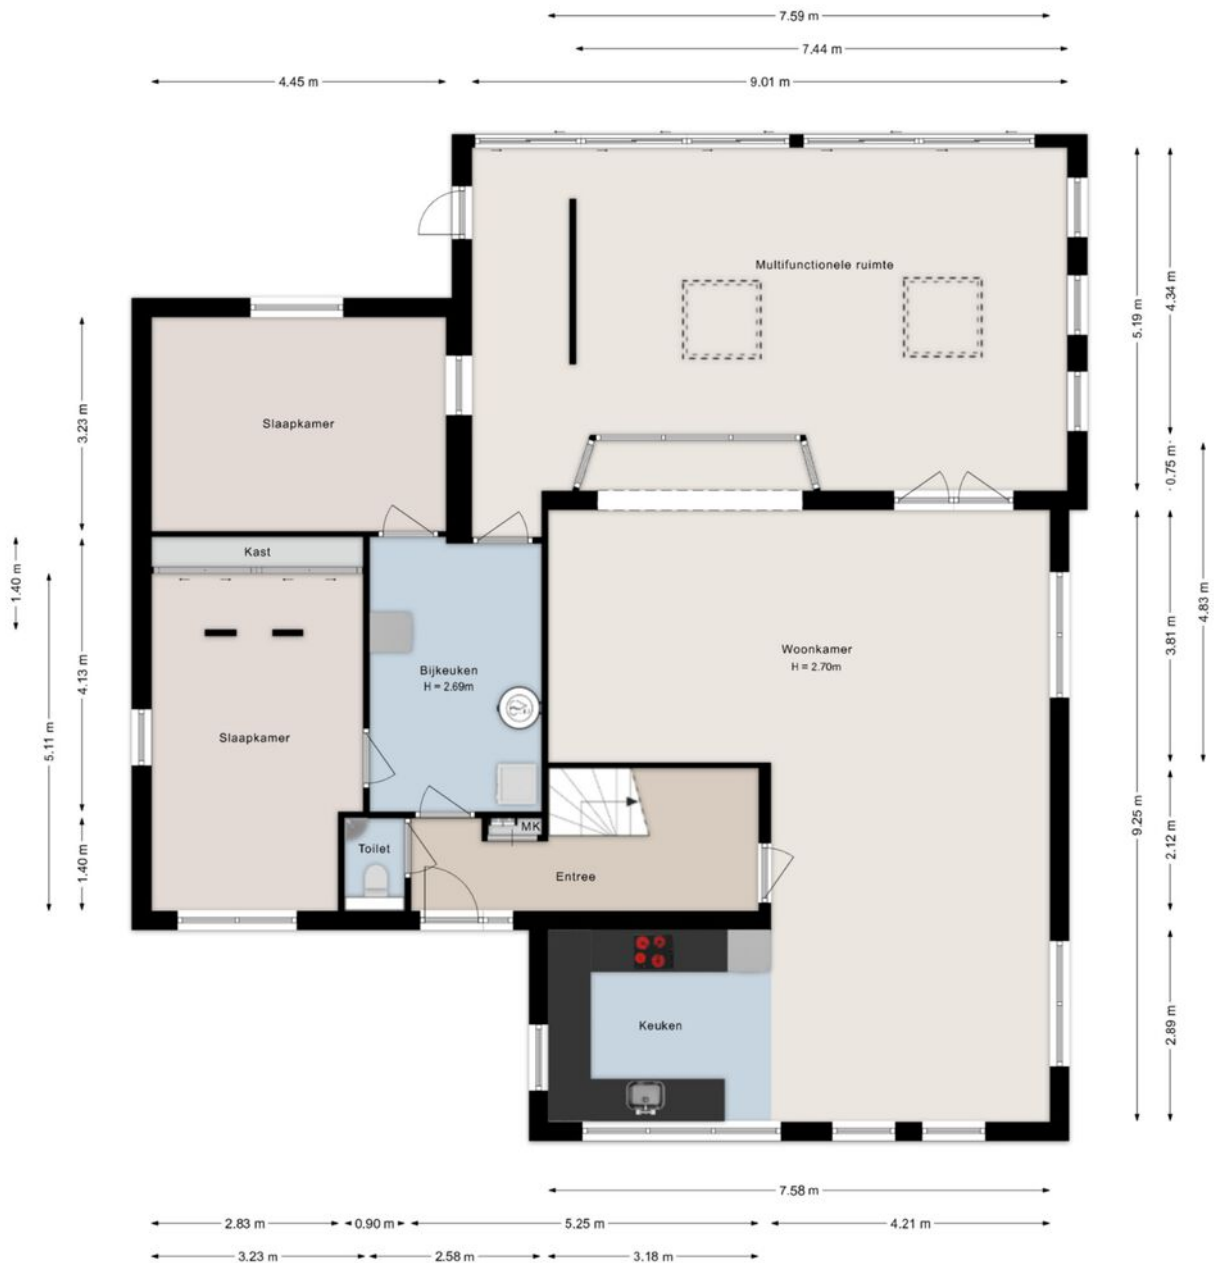 7.59 m
7.44 m
4.45 m
9.01 m
Multifunctionele ruimte
5.19 m
4.34 m
Slaapkamer
3.23 m
0.75 m
Kast
1.40 m
4.83 m
Woonkamer
H = 2.70m
3.81 m
Bijkeuken
H = 2.69m
4.13 m
Slaapkamer
5.11 m
9.25 m
MK
2.12 m
Toilet
1.40 m
Entree
Keuken
2.89 m
7.58 m
2.83 m
0.90 m
5.25 m
4.21 m
3.23 m
2.58 m
3.18 m